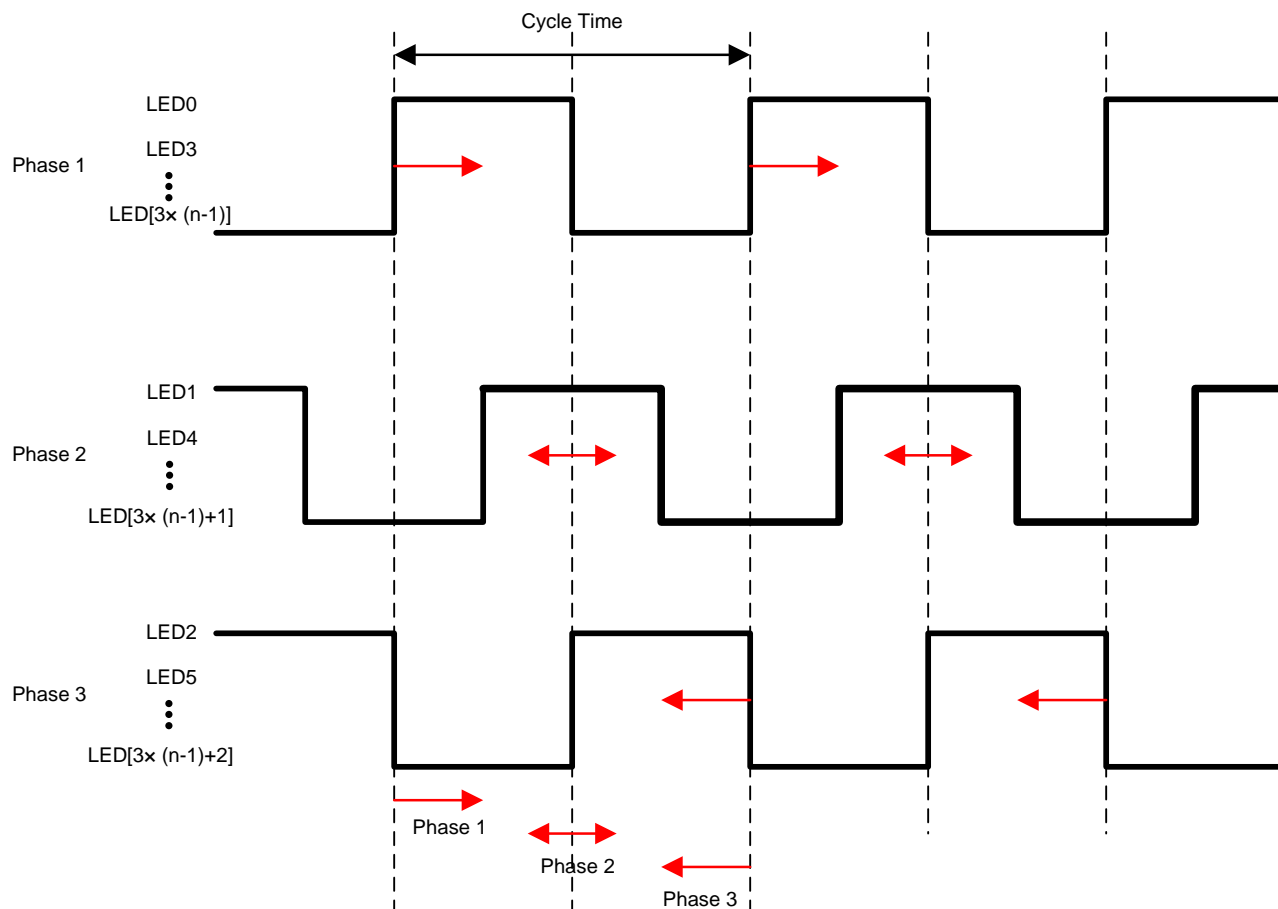 Cycle Time
LED0
LED3
Phase 1
LED[3× (n-1)]
LED1
LED4
Phase 2
LED[3× (n-1)+1]
LED2
LED5
Phase 3
LED[3× (n-1)+2]
Phase 1
Phase 2
Phase 3